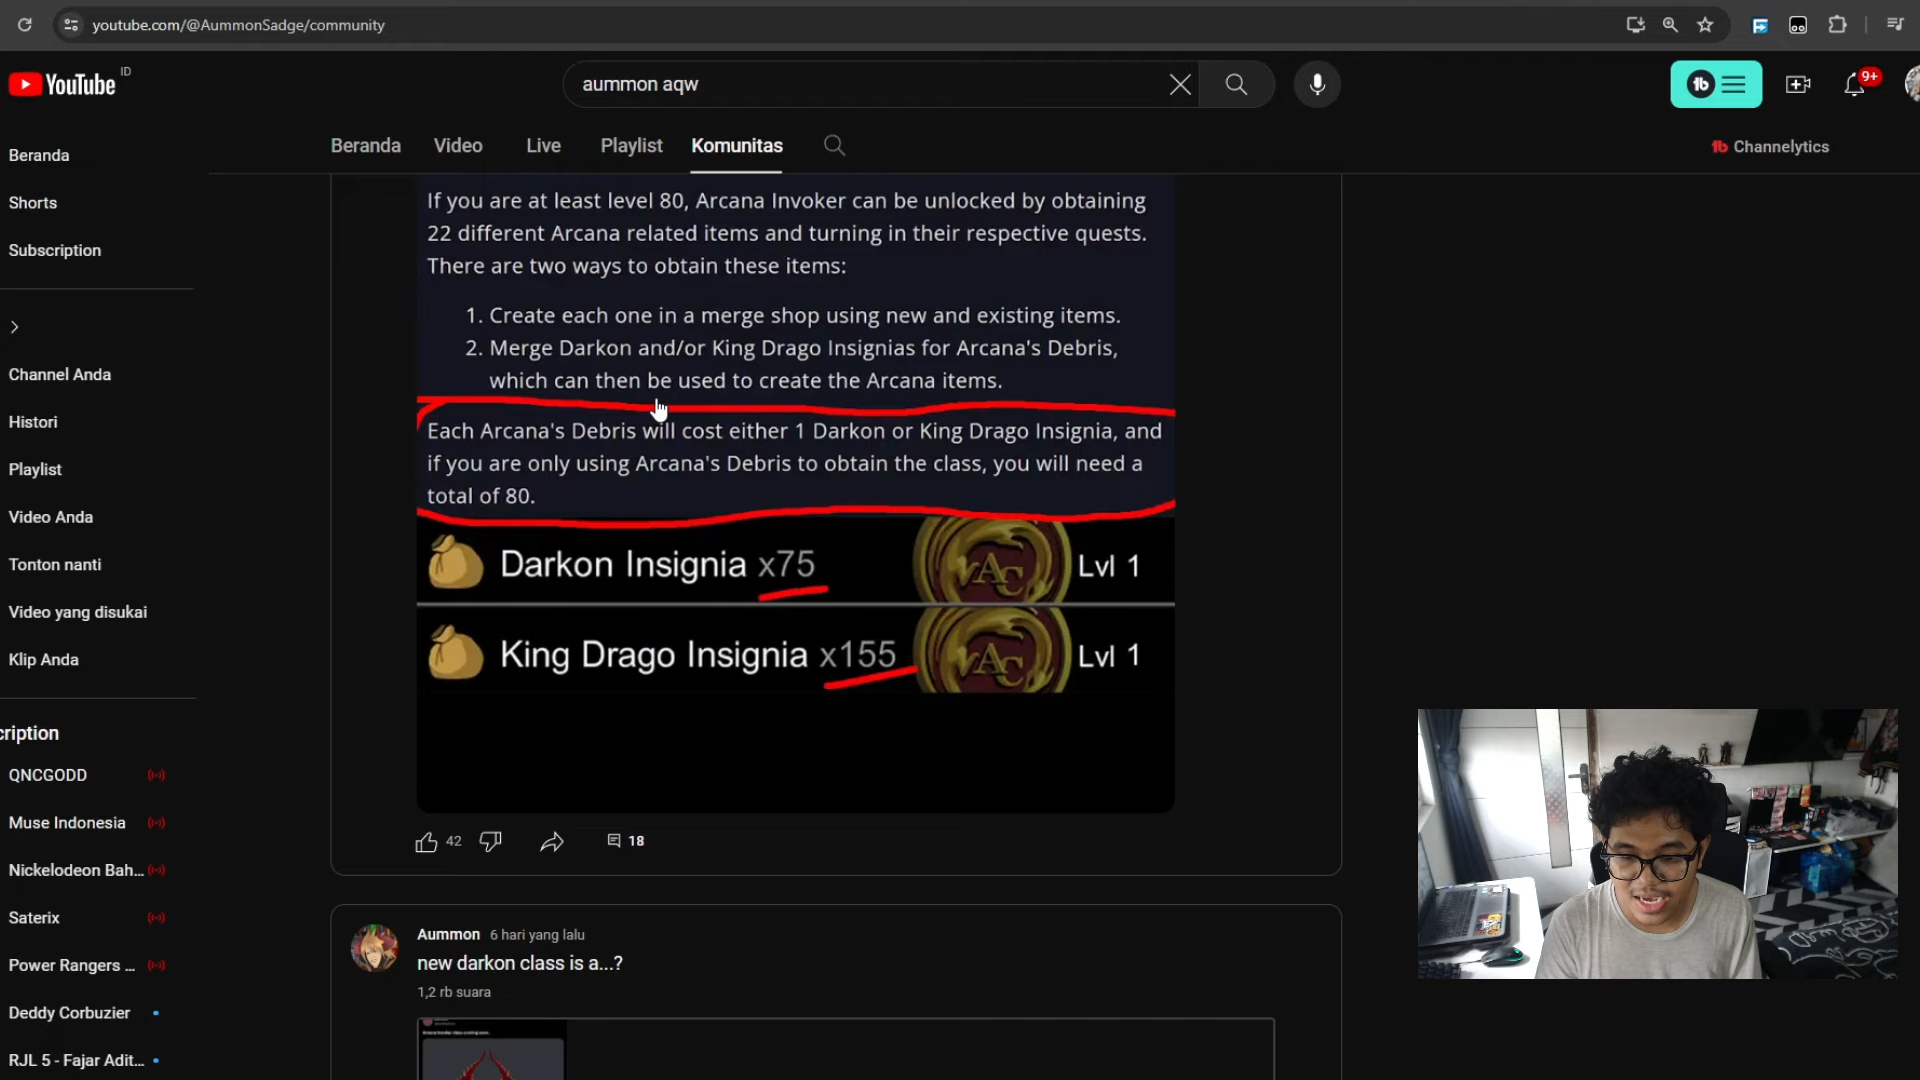 youtube.com/@AummonSadge/community
YouTube ID
aummon aqw
9+
Beranda
Shorts
Subscription
Channel Anda
Histori
Playlist
Video Anda
Tonton nanti
Video yang disukai
Klip Anda
cription
QNCGODD
Muse Indonesia
Nickelodeon Bah...
Saterix
Power Rangers ...
Deddy Corbuzier
RJL 5 - Fajar Adit...
Beranda Video Live Playlist Komunitas
Channelytics
If you are at least level 80, Arcana Invoker can be unlocked by obtaining
22 different Arcana related items and turning in their respective quests.
There are two ways to obtain these items:
1. Create each one in a merge shop using new and existing items.
2. Merge Darkon and/or King Drago Insignias for Arcana's Debris,
which can then be used to create the Arcana items.
Each Arcana's Debris will cost either 1 Darkon or King Drago Insignia, and
if you are only using Arcana's Debris to obtain the class, you will need a
total of 80.
Darkon Insignia x75 AC Lvl 1
King Drago Insignia x155 AC Lvl 1
42 18
Aummon 6 hari yang lalu
new darkon class is a...?
1,2 rb suara